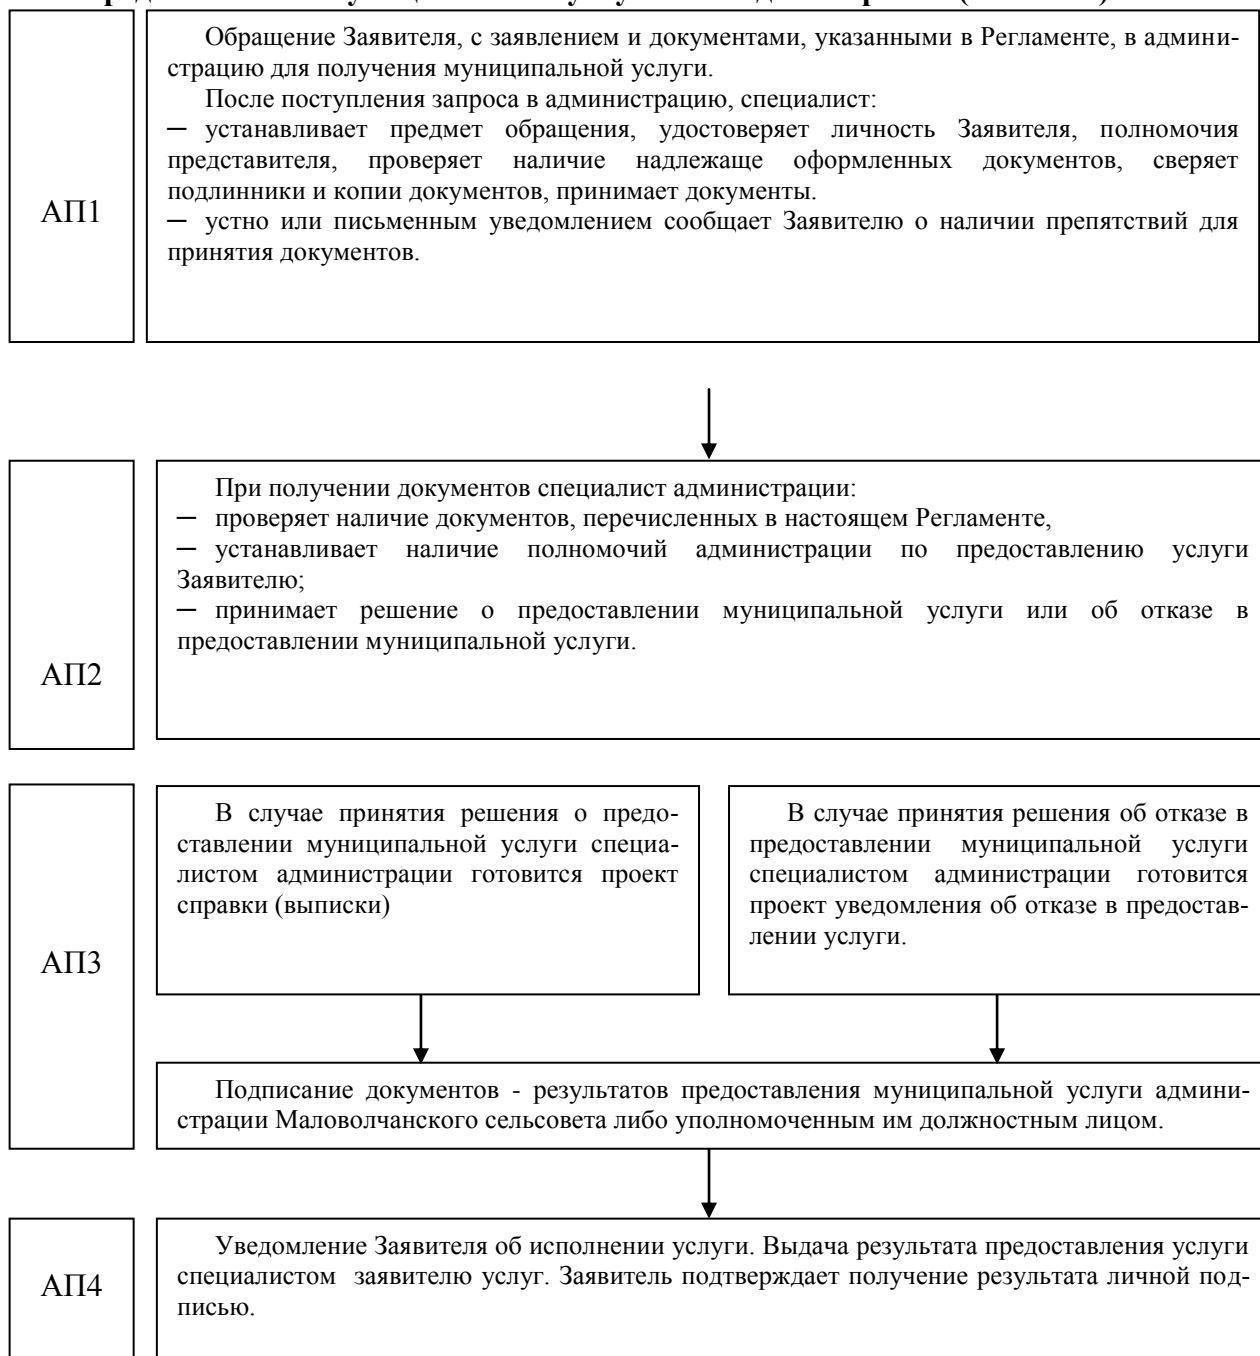 Обращение Заявителя, с заявлением и документами, указанными в Регламенте, в админи-
страцию для получения муниципальной услуги.
После поступления запроса в администрацию, специалист:
─ устанавливает предмет обращения, удостоверяет личность Заявителя, полномочия
представителя, проверяет наличие надлежаще оформленных документов, сверяет
подлинники и копии документов, принимает документы.
─ устно или письменным уведомлением сообщает Заявителю о наличии препятствий для
принятия документов.
АП1
При получении документов специалист администрации:
─ проверяет наличие документов, перечисленных в настоящем Регламенте,
─ устанавливает наличие полномочий администрации по предоставлению услуги
Заявителю;
─ принимает решение о предоставлении муниципальной услуги или об отказе в
предоставлении муниципальной услуги.
АП2
В случае принятия решения о предо-
ставлении муниципальной услуги специа-
листом администрации готовится проект
справки (выписки)
В случае принятия решения об отказе в
предоставлении муниципальной услуги
специалистом администрации готовится
проект уведомления об отказе в предостав-
лении услуги.
АП3
Подписание документов - результатов предоставления муниципальной услуги админи-
страции Маловолчанского сельсовета либо уполномоченным им должностным лицом.
Уведомление Заявителя об исполнении услуги. Выдача результата предоставления услуги
специалистом заявителю услуг. Заявитель подтверждает получение результата личной под-
писью.
АП4